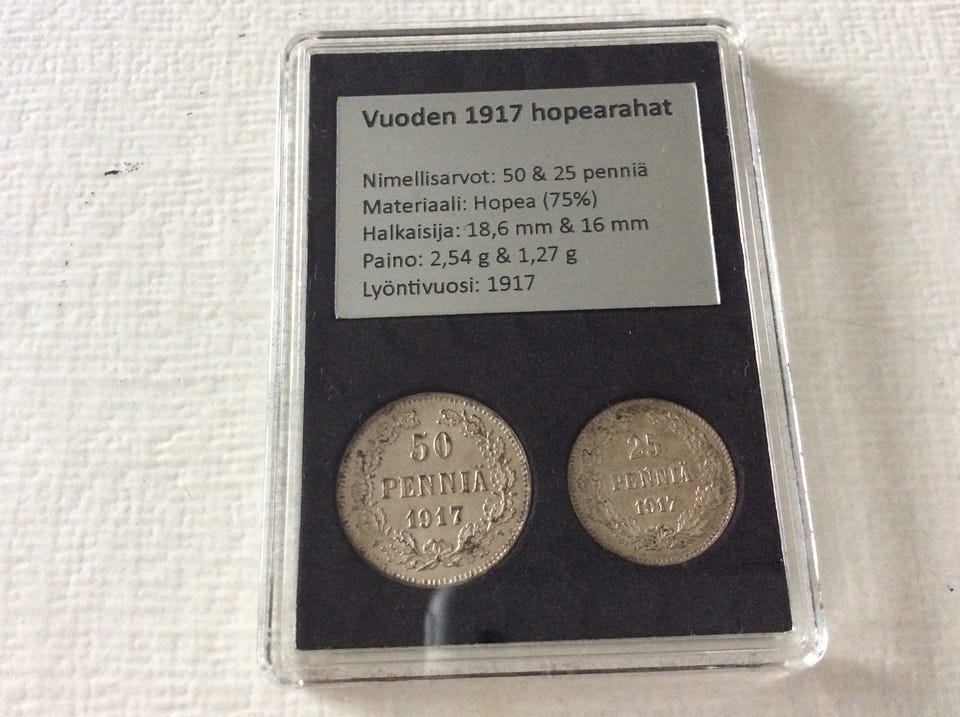 Vuoden 1917 hopearahat
Nimellisarvot: 50 & 25 penniä
Materiaali: Hopea (75%)
Halkaisija: 18,6 mm & 16 mm
Paino: 2,54 g & 1,27 g
Lyöntivuosi: 1917
50
PENNIÄ
1917
25
PENNIÄ
1917